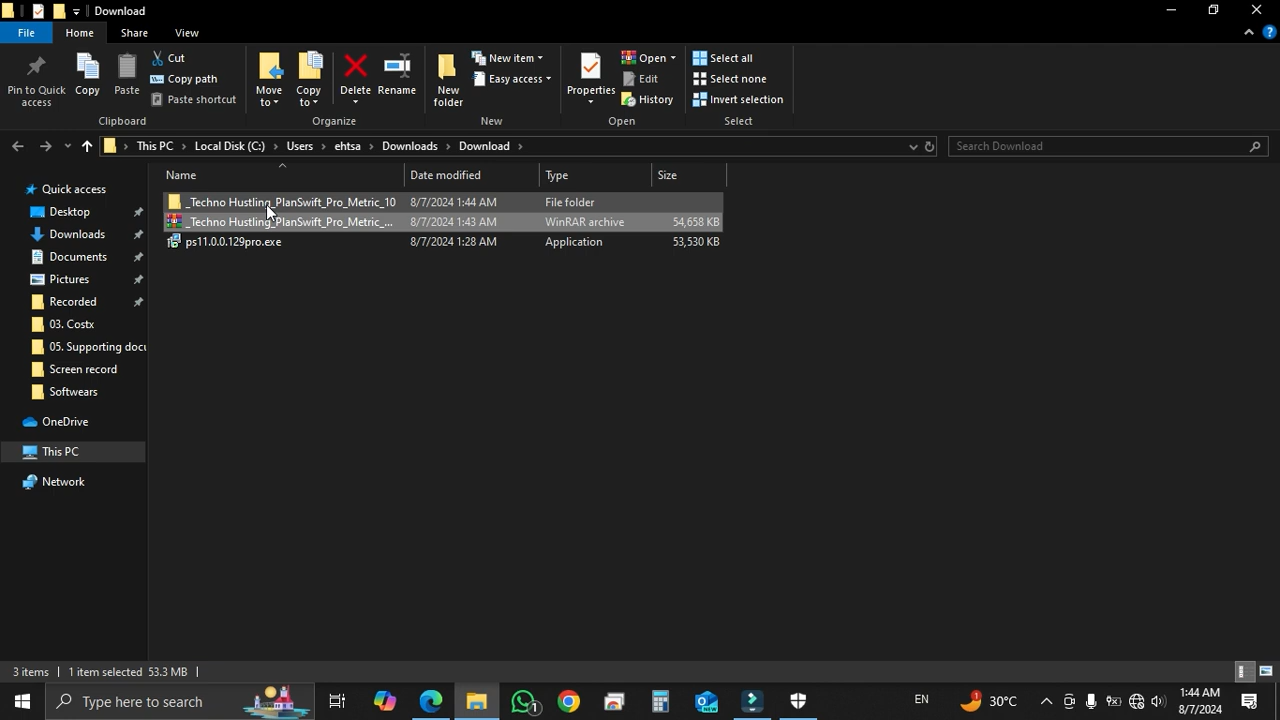 Download
File
Home
Share
View
Pin to Quick access
Copy
Paste
Cut
Copy path
Paste shortcut
Clipboard
Move to
Copy to
Delete
Rename
Organize
New folder
New item
Easy access
New
Properties
Open
Edit
History
Open
Select all
Select none
Invert selection
Select
This PC > Local Disk (C:) > Users > ehtsa > Downloads > Download >
Search Download
Name Date modified Type Size
_Techno Hustling_PlanSwift_Pro_Metric_10 8/7/2024 1:44 AM File folder
_Techno Hustling_PlanSwift_Pro_Metric_... 8/7/2024 1:43 AM WinRAR archive 54,658 KB
ps11.0.0.129pro.exe 8/7/2024 1:28 AM Application 53,530 KB
Quick access
Desktop
Downloads
Documents
Pictures
Recorded
03. Costx
05. Supporting docu
Screen record
Softwears
OneDrive
This PC
Network
3 items 1 item selected 53.3 MB
Type here to search
1
EN
1
30°C
1:44 AM
8/7/2024